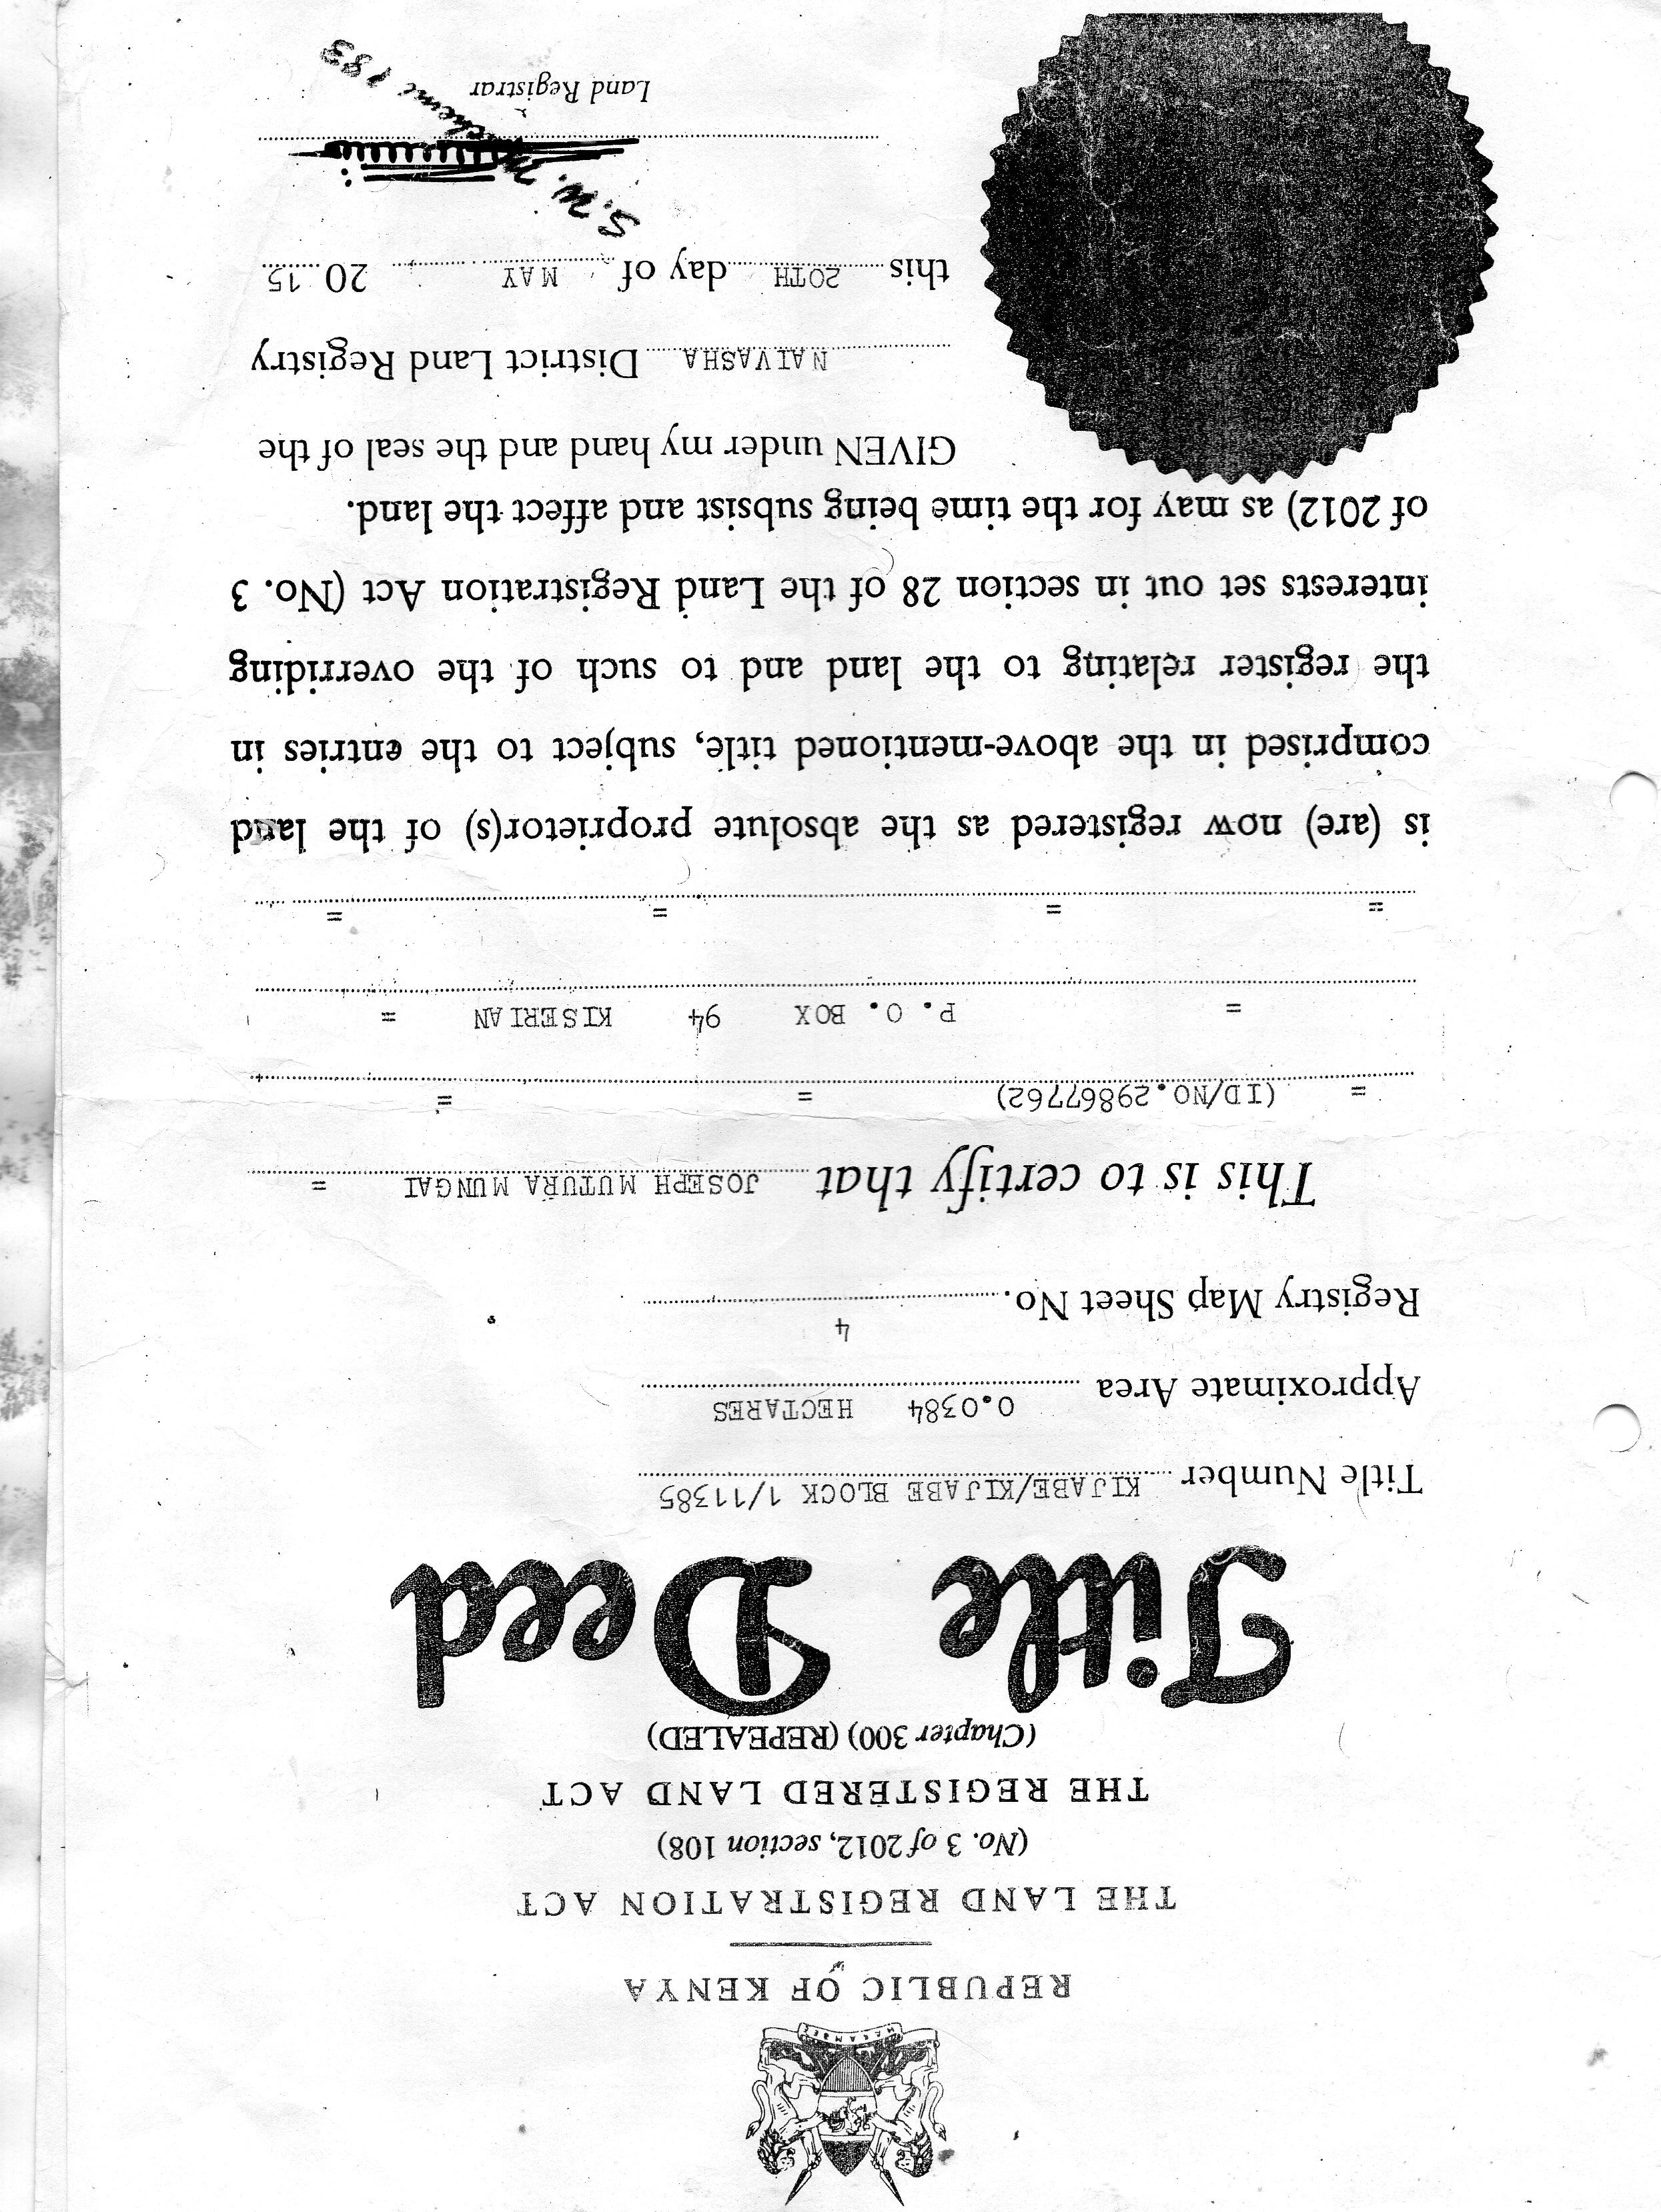 HARAMBEE
REPUBLIC OF KENYA
THE LAND REGISTRATION ACT
(No. 3 of 2012, section 108)
THE REGISTERED LAND ACT
(Chapter 300) (REPEALED)
Title Deed
Title Number KIJABE/KIJABE BLOCK 1/11385
Approximate Area 0.0384 HECTARES
Registry Map Sheet No. 4
This is to certify that JOSEPH MUTURA MUNGAI =
= (ID/NO.29867762) = =
= P. O. BOX 94 KISERIAN =
= = = =
is (are) now registered as the absolute proprietor(s) of the land
comprised in the above-mentioned title, subject to the entries in
the register relating to the land and to such of the overriding
interests set out in section 28 of the Land Registration Act (No. 3
of 2012) as may for the time being subsist and affect the land.
GIVEN under my hand and the seal of the
NAIVASHA District Land Registry
this 20TH day of MAY 20 15.
S.W. 183
Land Registrar